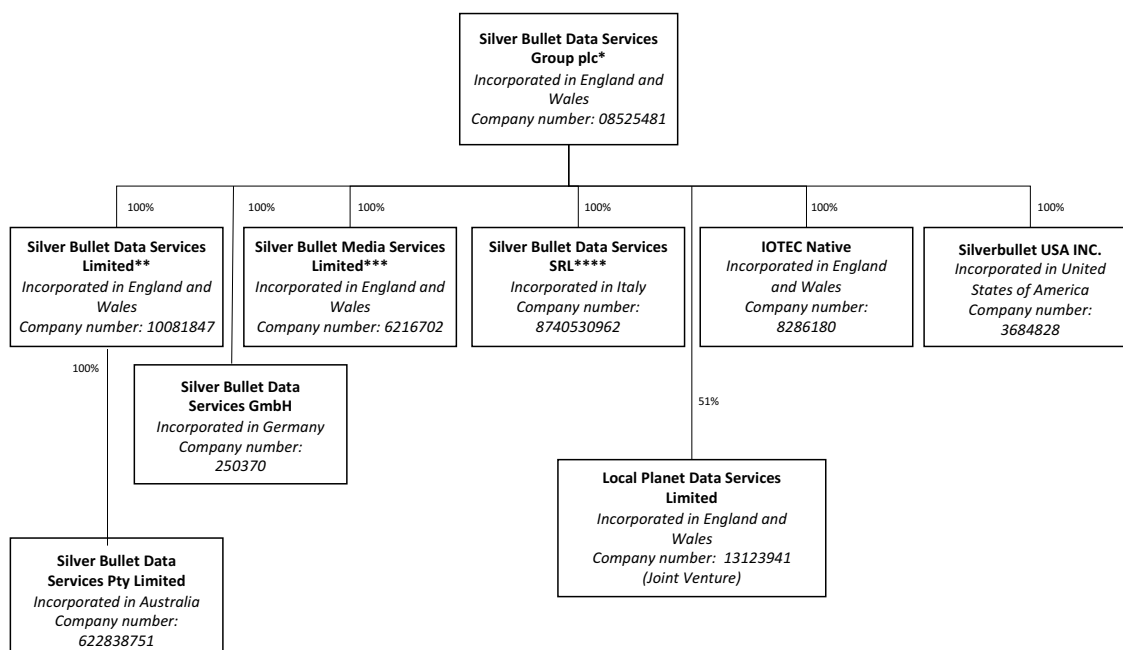 Silver Bullet Data Services
Group plc*
Incorporated in England and
Wales
Company number: 08525481
100%
100%
100%
100%
100%
100%
Silver Bullet Data Services
Limited**
Incorporated in England and
Wales
Company number: 10081847
Silver Bullet Media Services
Limited***
Incorporated in England and
Wales
Company number: 6216702
Silver Bullet Data Services
SRL****
Incorporated in Italy
Company number:
8740530962
IOTEC Native
Incorporated in England
and Wales
Company number:
8286180
Silverbullet USA INC.
Incorporated in United
States of America
Company number:
3684828
100%
Silver Bullet Data
Services GmbH
Incorporated in Germany
Company number:
250370
51%
Local Planet Data Services
Limited
Incorporated in England and
Wales
Company number: 13123941
(Joint Venture)
Silver Bullet Data
Services Pty Limited
Incorporated in Australia
Company number:
622838751